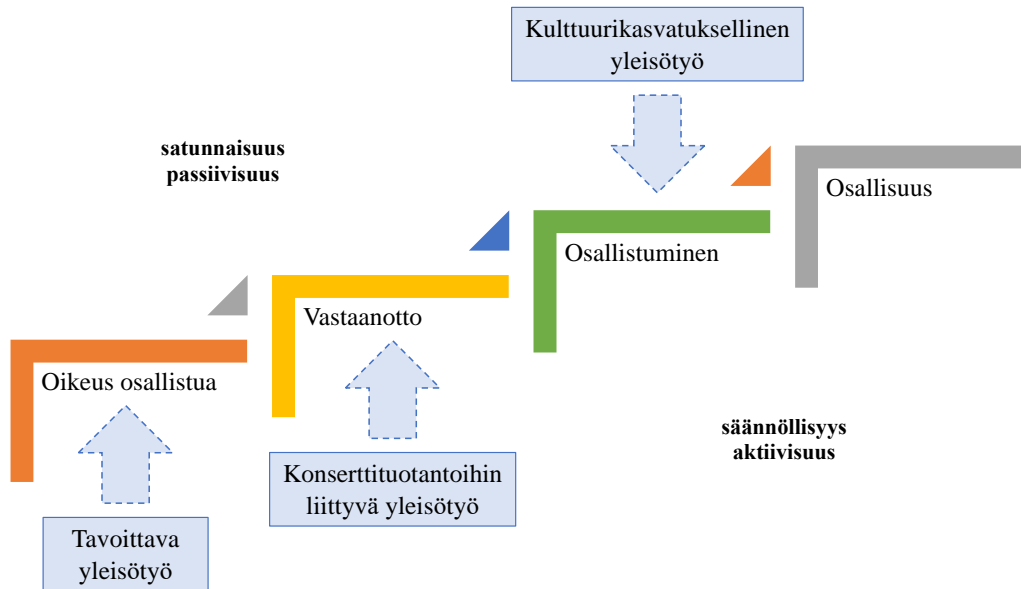 Kulttuurikasvatuksellinen
yleisötyö
satunnaisuus
passiivisuus
Osallisuus
Osallistuminen
Vastaanotto
Oikeus osallistua
säännöllisyys
aktiivisuus
Konserttituotantoihin
liittyvä yleisötyö
Tavoittava
yleisötyö